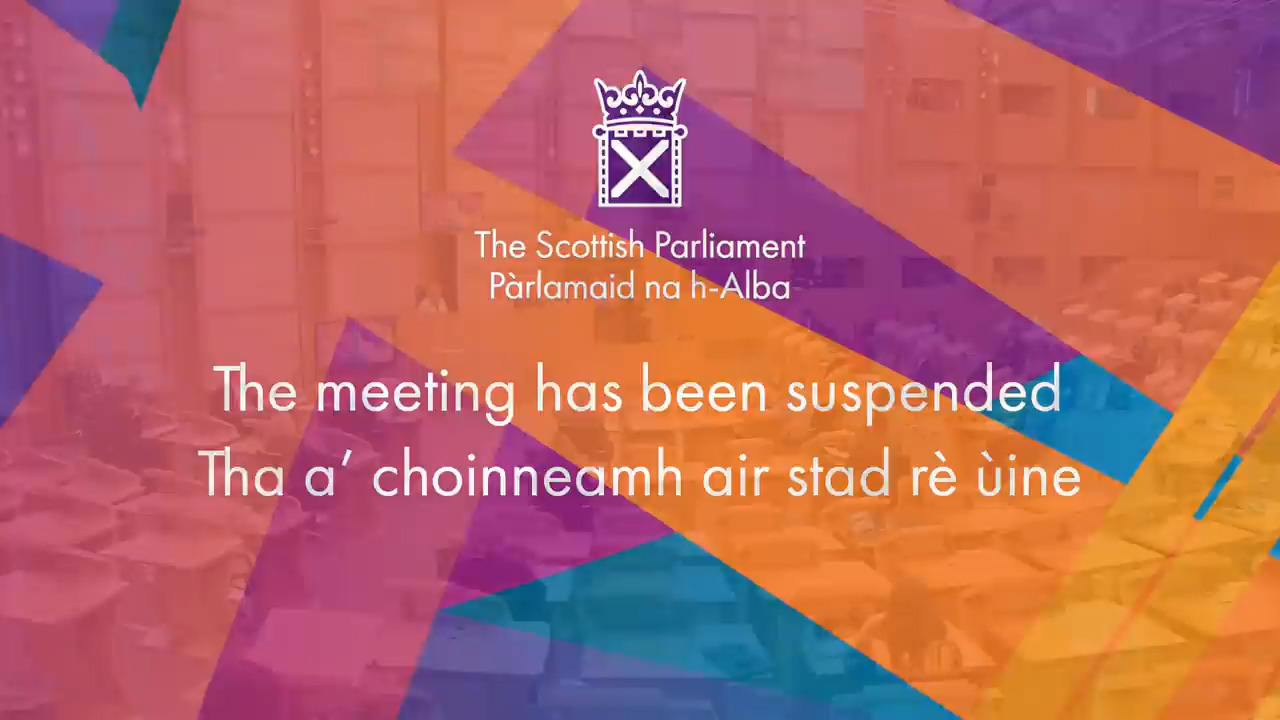 The Scottish Parliament
Pàrlamaid na h-Alba
The meeting has been suspended
Tha a’ choinneamh air stad rè ùine